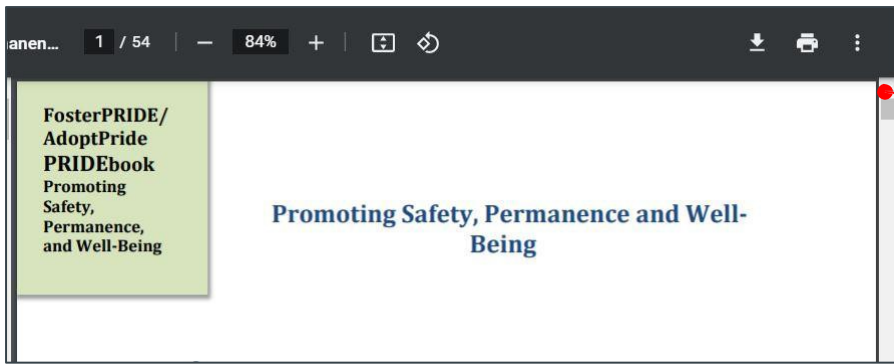 anen... 1 / 54 84%
FosterPRIDE/
AdoptPride
PRIDEbook
Promoting
Safety,
Permanence,
and Well-Being
Promoting Safety, Permanence and Well-
Being